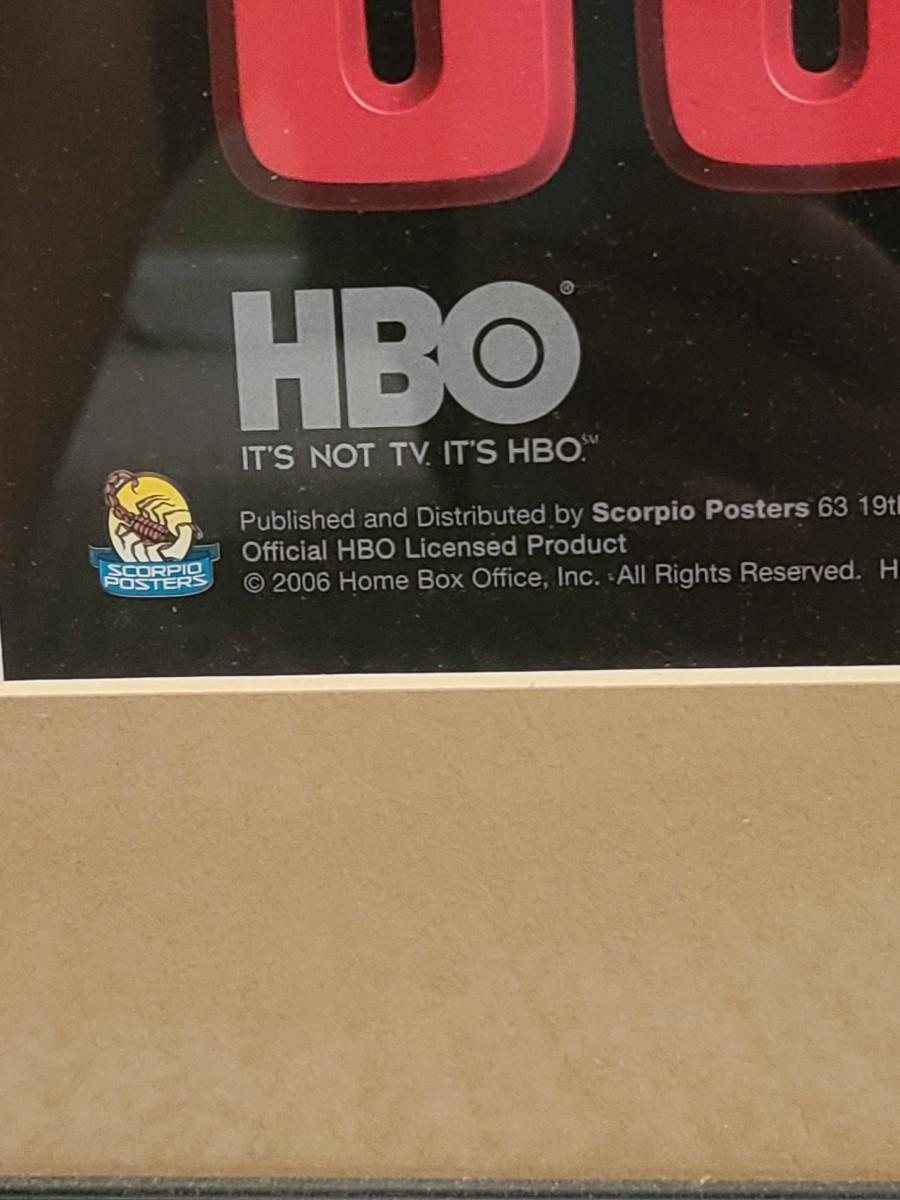 HBO®
IT'S NOT TV. IT'S HBO.℠
Published and Distributed by Scorpio Posters 63 19th
Official HBO Licensed Product
© 2006 Home Box Office, Inc. All Rights Reserved. H
SCORPIO
POSTERS